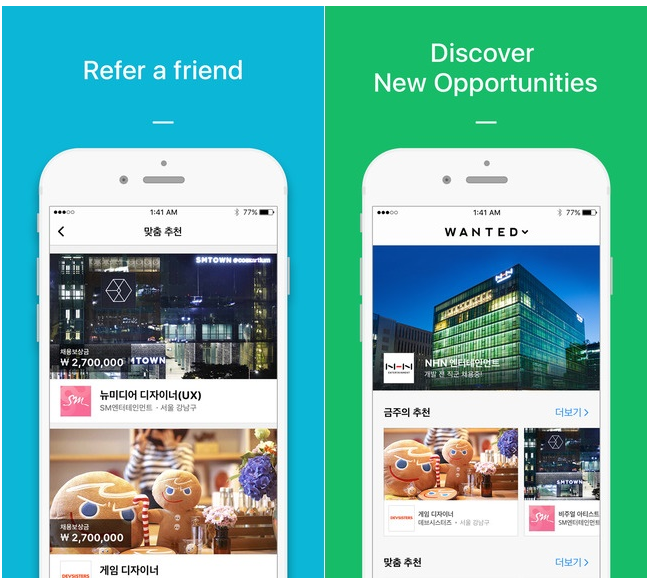 Refer a friend
1:41 AM
77%
맞춤 추천
SMTOWN @coexartium
채용보상금
₩ 2,700,000
SMTOWN
SM
뉴미디어 디자이너(UX)
SM엔터테인먼트 · 서울 강남구
채용보상금
₩ 2,700,000
DEVSISTERS
게임 디자이너
Discover
New Opportunities
1:41 AM
77%
WANTED
NHN
NHN
ENTERTAINMENT
NHN 엔터테인먼트
개발 전 직군 채용중!
금주의 추천
더보기
SMTOWN
DEVSISTERS
게임 디자이너
데브시스터즈 · 서울 강남구
SM
비주얼 아티스트
SM엔터테인먼트
맞춤 추천
더보기